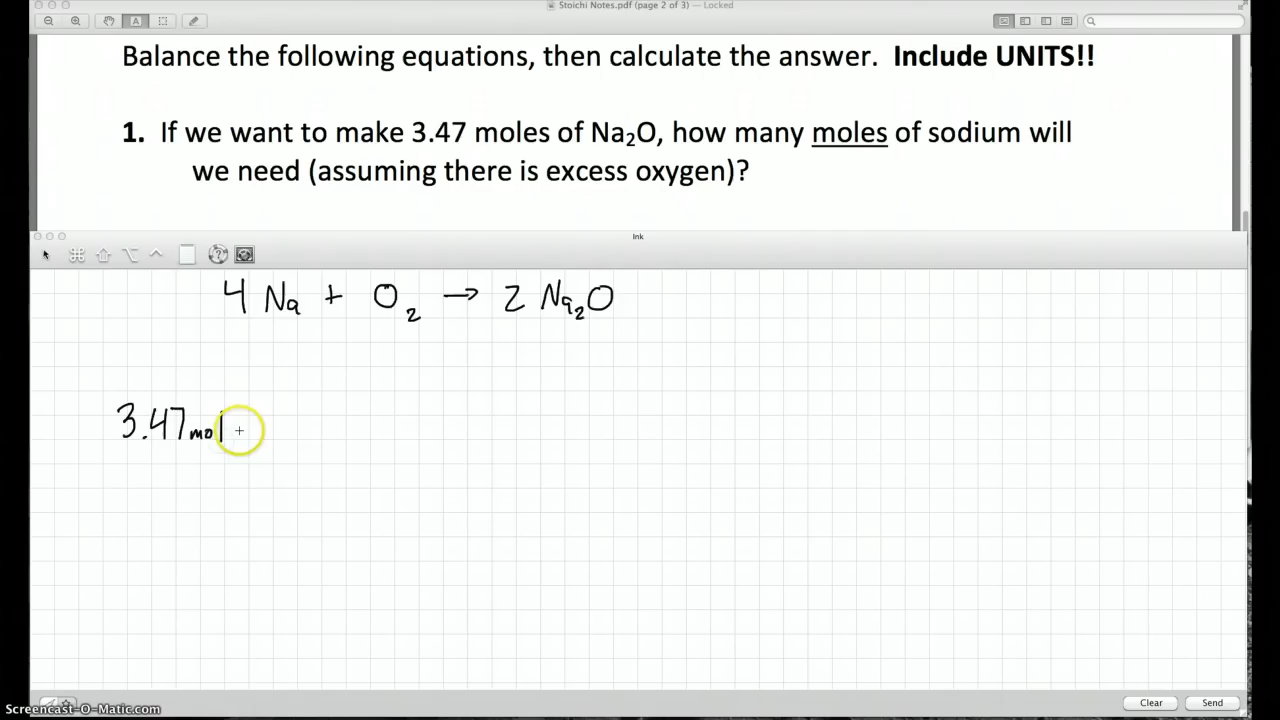 Stoichi Notes.pdf (page 2 of 3) — Locked
Balance the following equations, then calculate the answer. Include UNITS!!
1. If we want to make 3.47 moles of Na₂O, how many moles of sodium will
we need (assuming there is excess oxygen)?
Ink
4 Na + O₂ → 2 Na₂O
3.47 mol
Screencast-O-Matic.com
Clear
Send